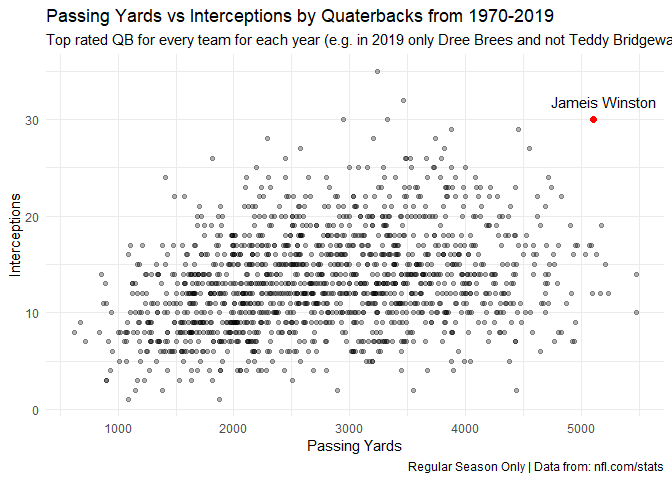 Passing Yards vs Interceptions by Quaterbacks from 1970-2019
Top rated QB for every team for each year (e.g. in 2019 only Dree Brees and not Teddy Bridgewa
Jameis Winston
30
20
10
0
Interceptions
1000 2000 3000 4000 5000
Passing Yards
Regular Season Only | Data from: nfl.com/stats